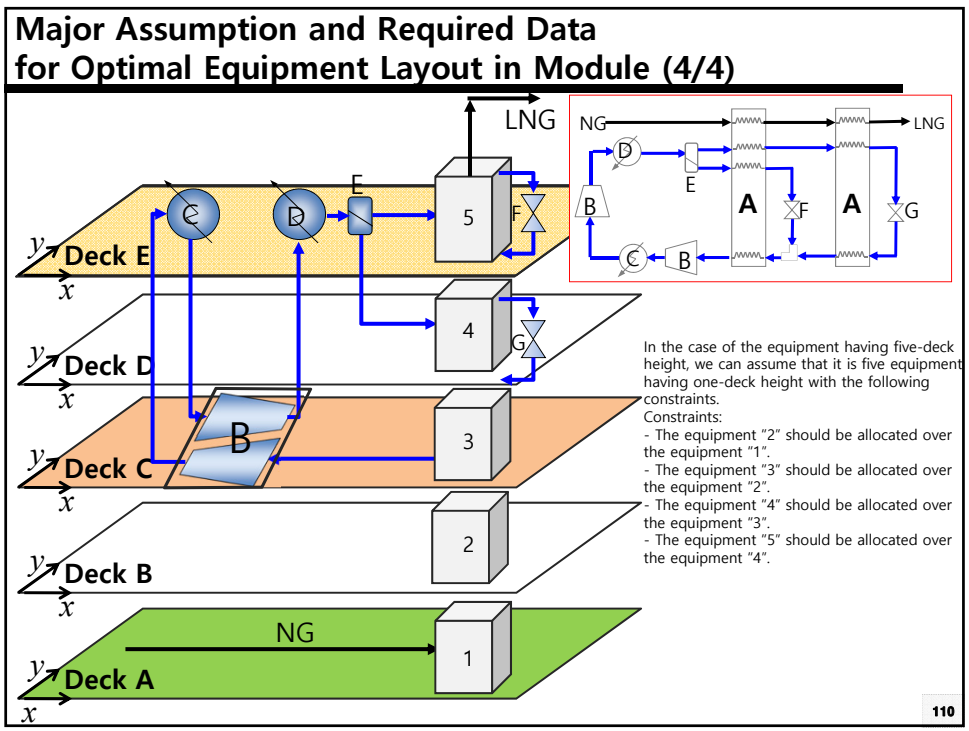 Major Assumption and Required Data
for Optimal Equipment Layout in Module (4/4)
LNG
NG
LNG
D
E
B
A
F
A
G
C
B
C
D
E
5
F
y
Deck E
x
4
G
y
Deck D
x
B
3
y
Deck C
x
2
y
Deck B
x
NG
1
y
Deck A
x
In the case of the equipment having five-deck
height, we can assume that it is five equipment
having one-deck height with the following
constraints.
Constraints:
- The equipment "2" should be allocated over
the equipment "1".
- The equipment "3" should be allocated over
the equipment "2".
- The equipment "4" should be allocated over
the equipment "3".
- The equipment "5" should be allocated over
the equipment "4".
110